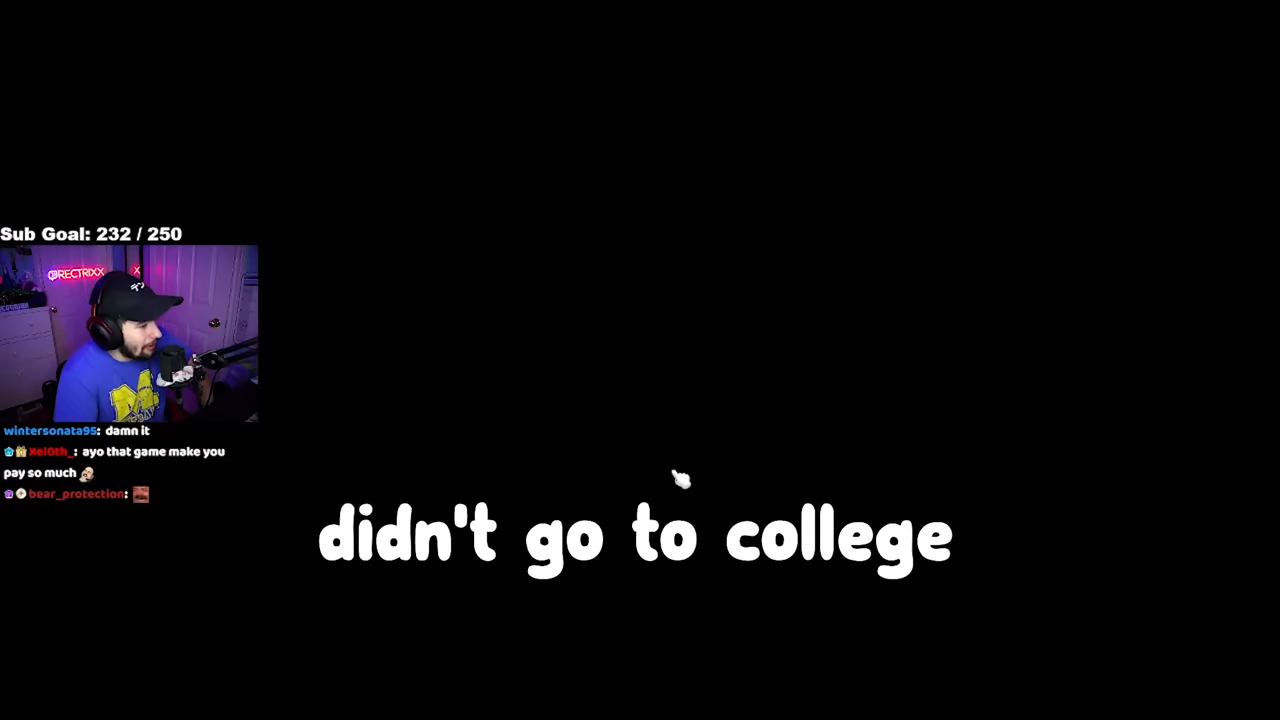 Sub Goal: 232 / 250
RECTRIXX
wintersonata95: damn it
Xel0th_: ayo that game make you
pay so much
bear_protection:
didn't go to college